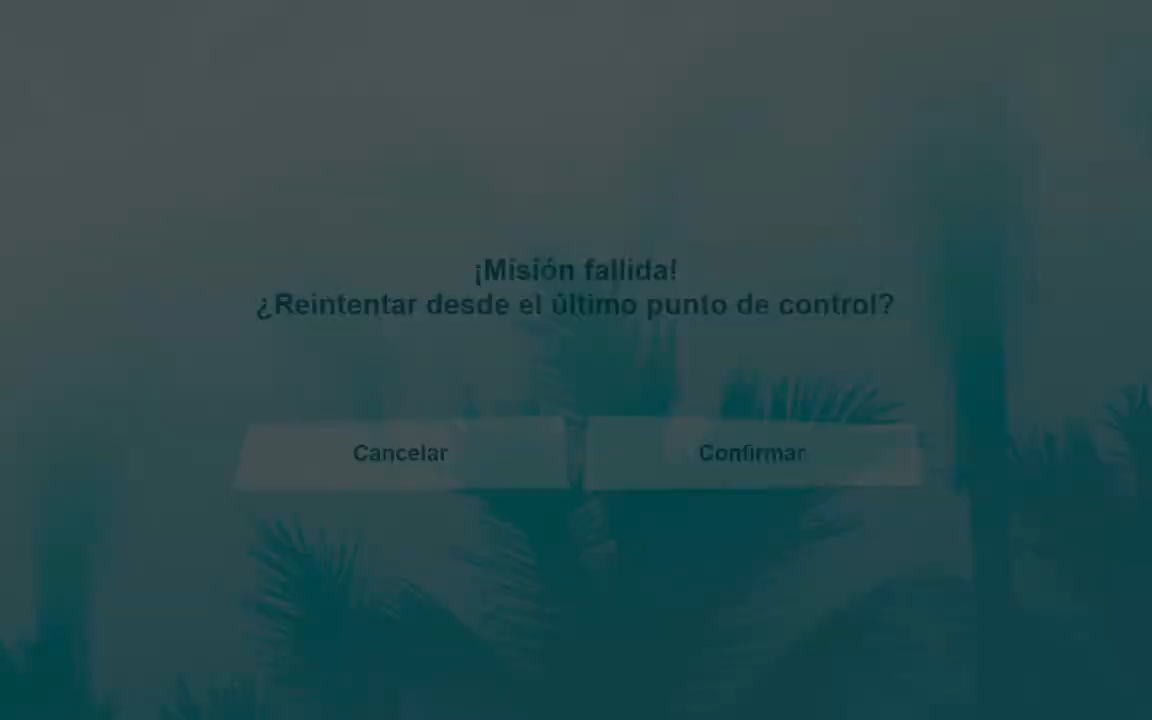 ¡Misión fallida!
¿Reintentar desde el último punto de control?
Cancelar
Confirmar